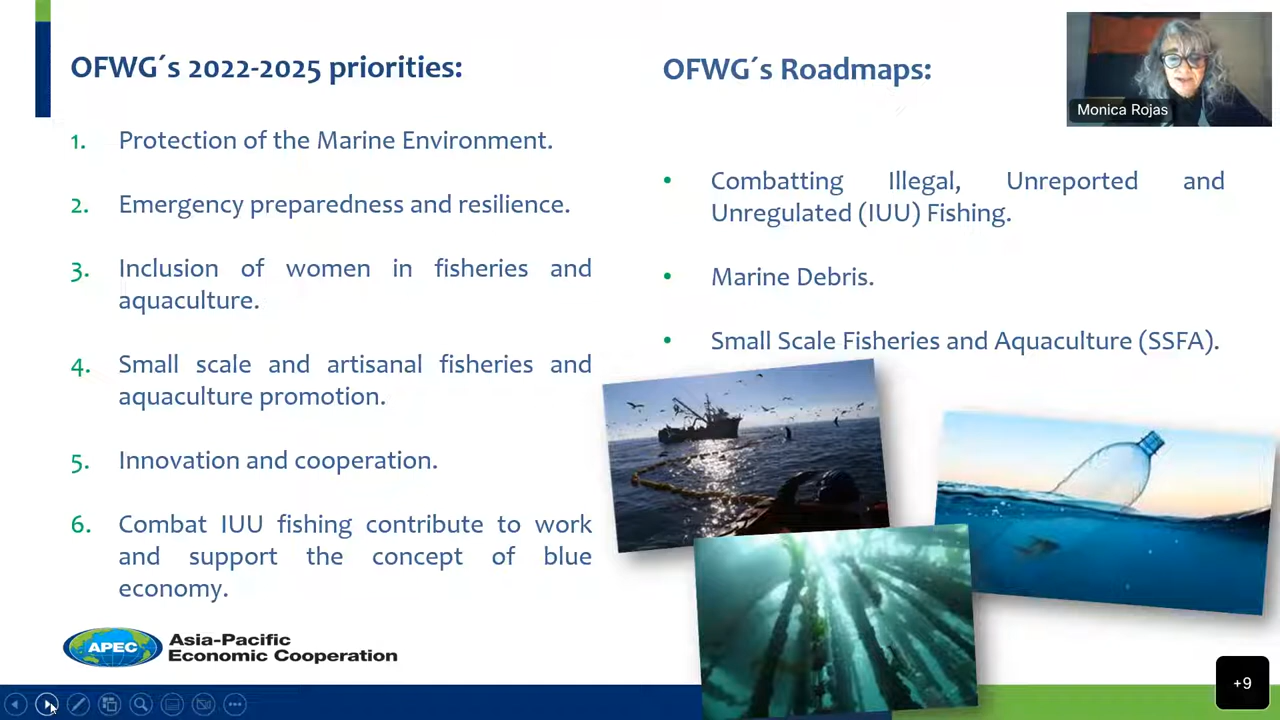 OFWG´s 2022-2025 priorities:
1. Protection of the Marine Environment.
2. Emergency preparedness and resilience.
3. Inclusion of women in fisheries and
aquaculture.
4. Small scale and artisanal fisheries and
aquaculture promotion.
5. Innovation and cooperation.
6. Combat IUU fishing contribute to work
and support the concept of blue
economy.
OFWG´s Roadmaps:
• Combatting Illegal, Unreported and
Unregulated (IUU) Fishing.
• Marine Debris.
• Small Scale Fisheries and Aquaculture (SSFA).
Monica Rojas
APEC
Asia-Pacific
Economic Cooperation
+9